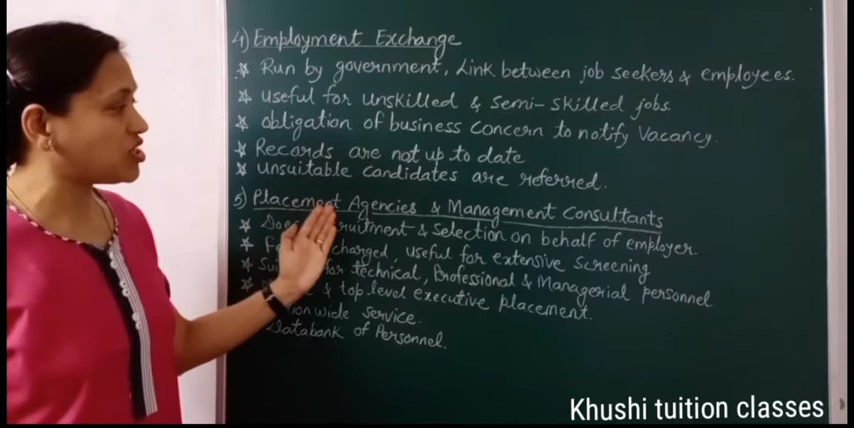 4) Employment Exchange
* Run by government, Link between job seekers & employees.
* useful for unskilled & semi-skilled jobs.
* obligation of business concern to notify vacancy.
* Records are not up to date
* Unsuitable candidates are referred.
5) Placement Agencies & Management Consultants
* recruitment & selection on behalf of employer.
* charged, useful for extensive screening
* for technical, Professional & Managerial personnel
* & top level executive placement.
wide service.
Databank of Personnel.
Khushi tuition classes